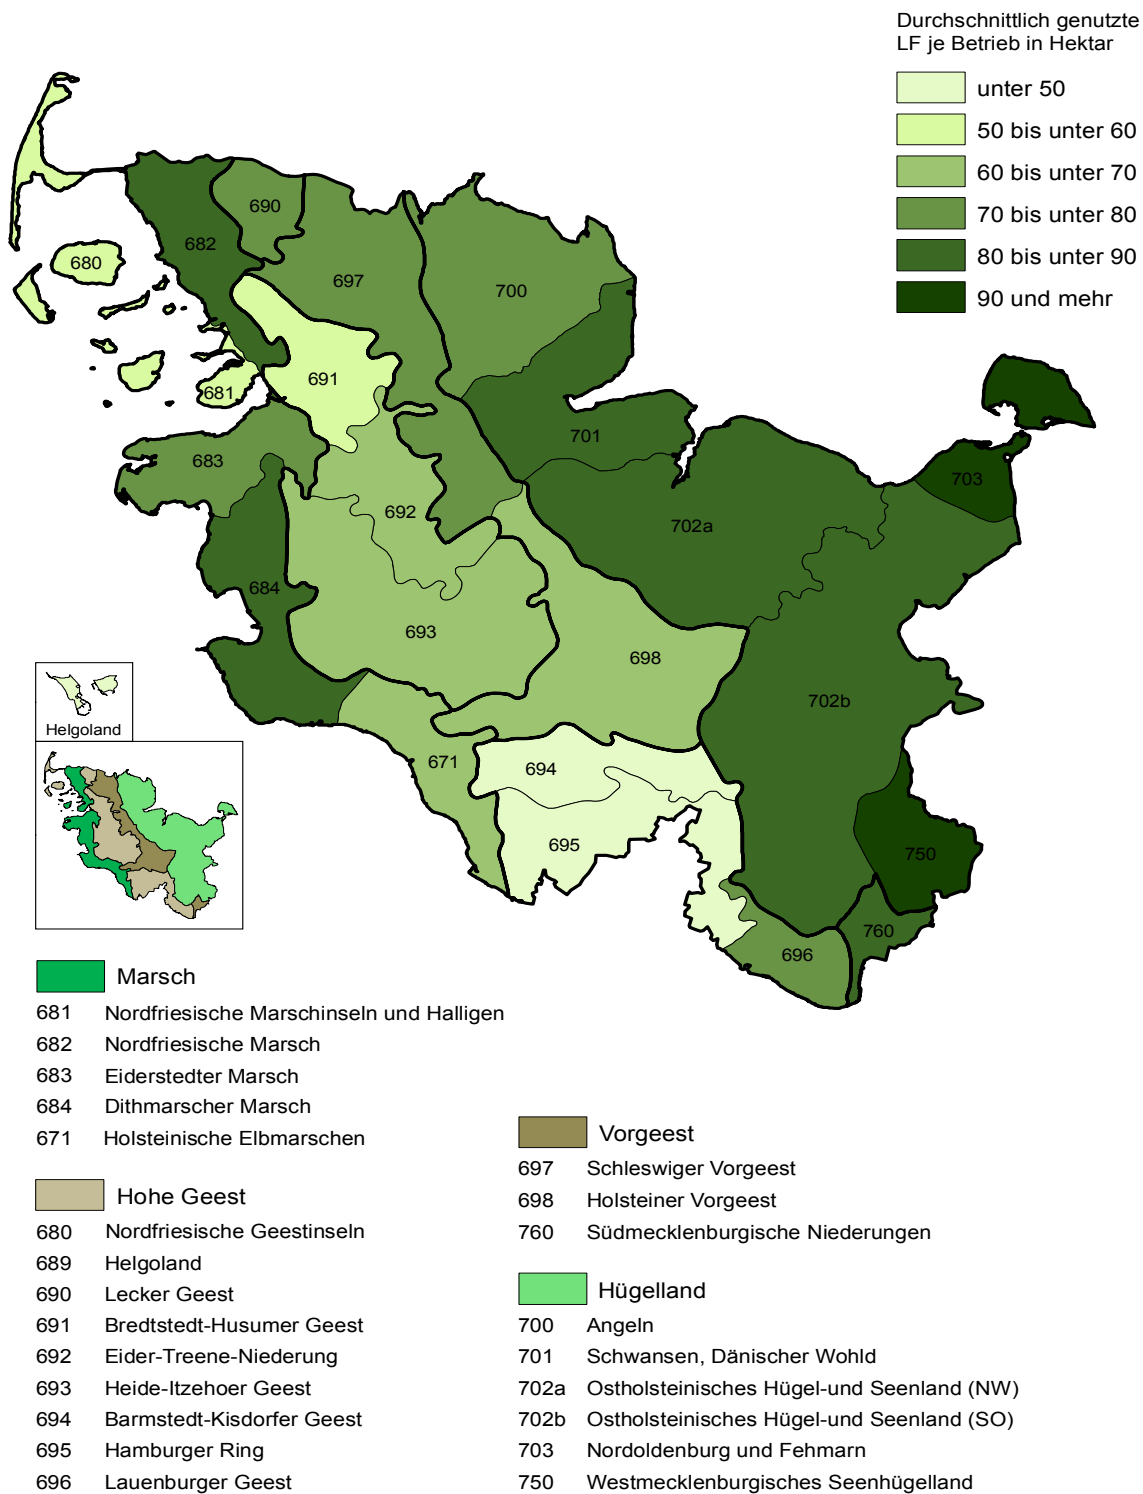 Durchschnittlich genutzte
LF je Betrieb in Hektar
unter 50
50 bis unter 60
60 bis unter 70
70 bis unter 80
80 bis unter 90
90 und mehr
690
682
680
697
700
691
681
701
683
703
692
702a
684
693
698
702b
Helgoland
671
694
695
750
760
696
Marsch
681 Nordfriesische Marschinseln und Halligen
682 Nordfriesische Marsch
683 Eiderstedter Marsch
684 Dithmarscher Marsch
671 Holsteinische Elbmarschen
Hohe Geest
680 Nordfriesische Geestinseln
689 Helgoland
690 Lecker Geest
691 Bredtstedt-Husumer Geest
692 Eider-Treene-Niederung
693 Heide-Itzehoer Geest
694 Barmstedt-Kisdorfer Geest
695 Hamburger Ring
696 Lauenburger Geest
Vorgeest
697 Schleswiger Vorgeest
698 Holsteiner Vorgeest
760 Südmecklenburgische Niederungen
Hügelland
700 Angeln
701 Schwansen, Dänischer Wohld
702a Ostholsteinisches Hügel-und Seenland (NW)
702b Ostholsteinisches Hügel-und Seenland (SO)
703 Nordoldenburg und Fehmarn
750 Westmecklenburgisches Seenhügelland